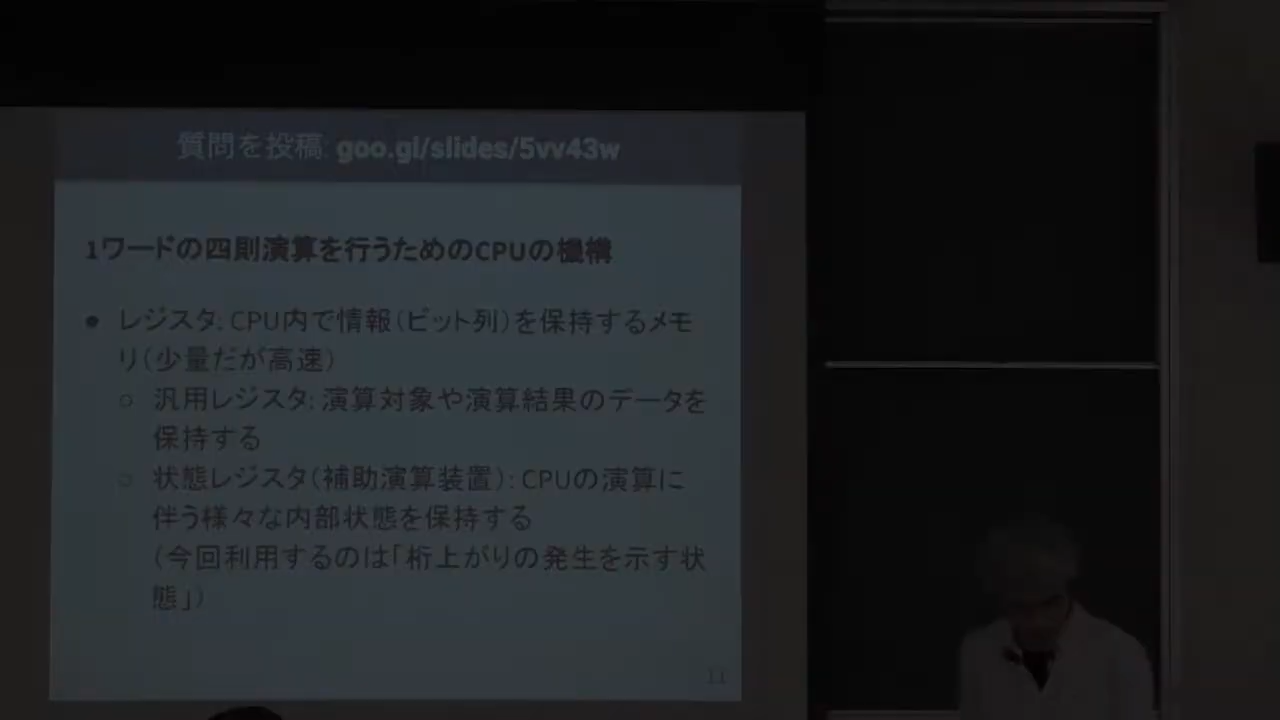 質問を投稿: goo.gl/slides/5vv43w
1ワードの四則演算を行うためのCPUの機構
● レジスタ: CPU内で情報(ビット列)を保持するメモ
リ(少量だが高速)
○ 汎用レジスタ: 演算対象や演算結果のデータを
保持する
○ 状態レジスタ(補助演算装置): CPUの演算に
伴う様々な内部状態を保持する
(今回利用するのは「桁上がりの発生を示す状
態」)
11